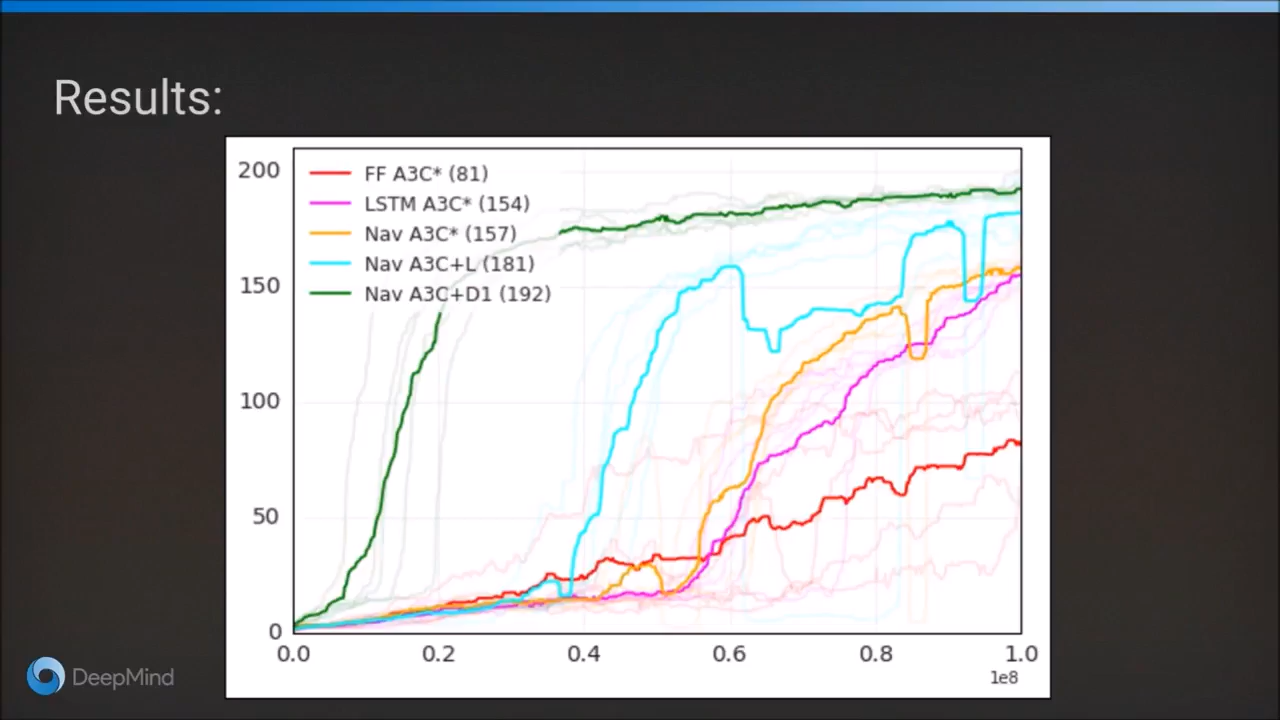 Results:
200
150
100
50
0
FF A3C* (81)
LSTM A3C* (154)
Nav A3C* (157)
Nav A3C+L (181)
Nav A3C+D1 (192)
0.0 0.2 0.4 0.6 0.8 1.0
1e8
DeepMind